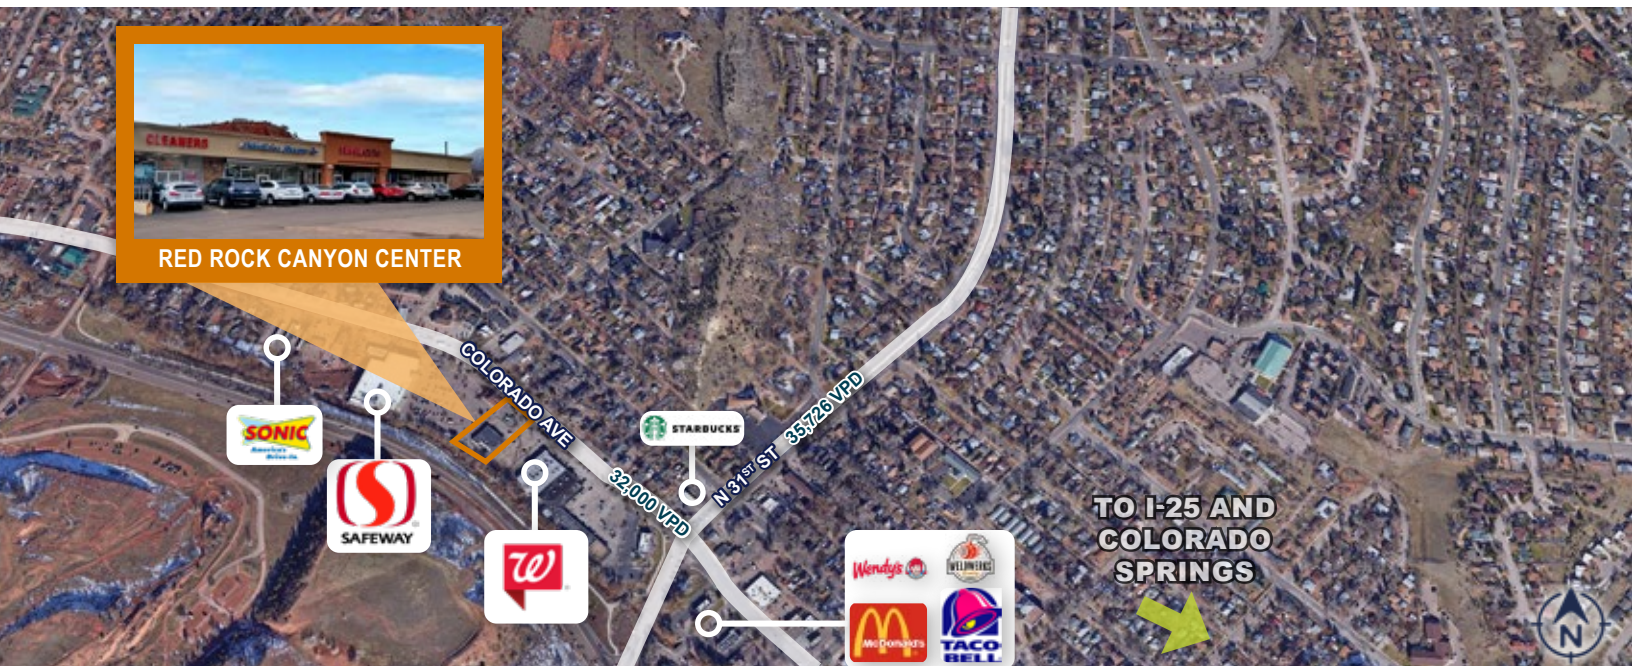 CLEANERS
RED ROCK CANYON CENTER
COLORADO AVE
SONIC
America's
Drive-In.
SAFEWAY
STARBUCKS
35,726 VPD
N 31ST ST
32,000 VPD
W
Wendy's
WELDWERKS
McDonald's
TACO
BELL
TO I-25 AND
COLORADO
SPRINGS
N